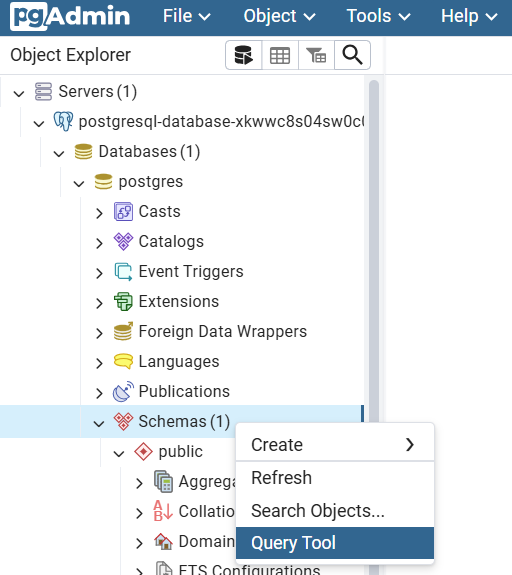 pgAdmin File Object Tools Help
Object Explorer
Servers (1)
postgresql-database-xkwwc8s04sw0c
Databases (1)
postgres
Casts
Catalogs
Event Triggers
Extensions
Foreign Data Wrappers
Languages
Publications
Schemas (1)
public
Create
Refresh
Aggrega
Search Objects...
Collatio
Query Tool
Domain
FTS Configurations